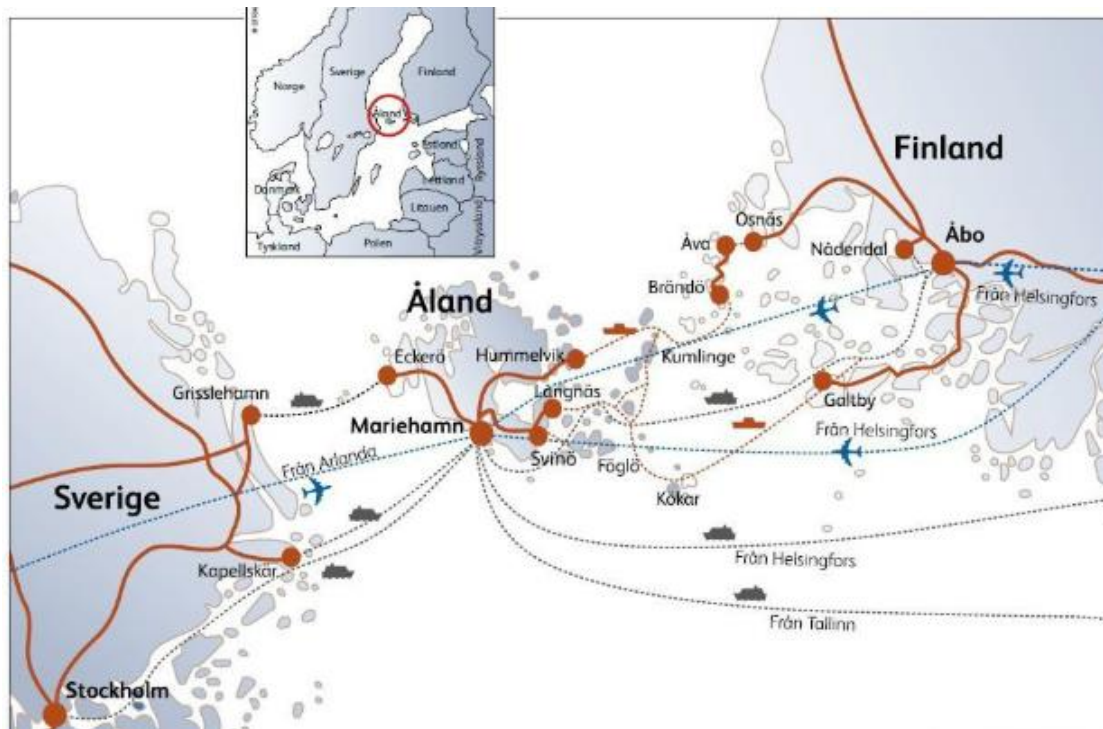 Norge
Sverige
Finland
Åland
Estland
Lettland
Litauen
Ryssland
Vitryssland
Danmark
Tyskland
Polen
Finland
Osnäs
Åva
Nådendal
Åbo
Brändö
Från Helsingfors
Åland
Eckerö
Hummelvik
Kumlinge
Grisslehamn
Långnäs
Galtby
Mariehamn
Från Helsingfors
Svinö
Föglö
Från Arlanda
Kökar
Sverige
Från Helsingfors
Kapellskär
Från Tallinn
Stockholm